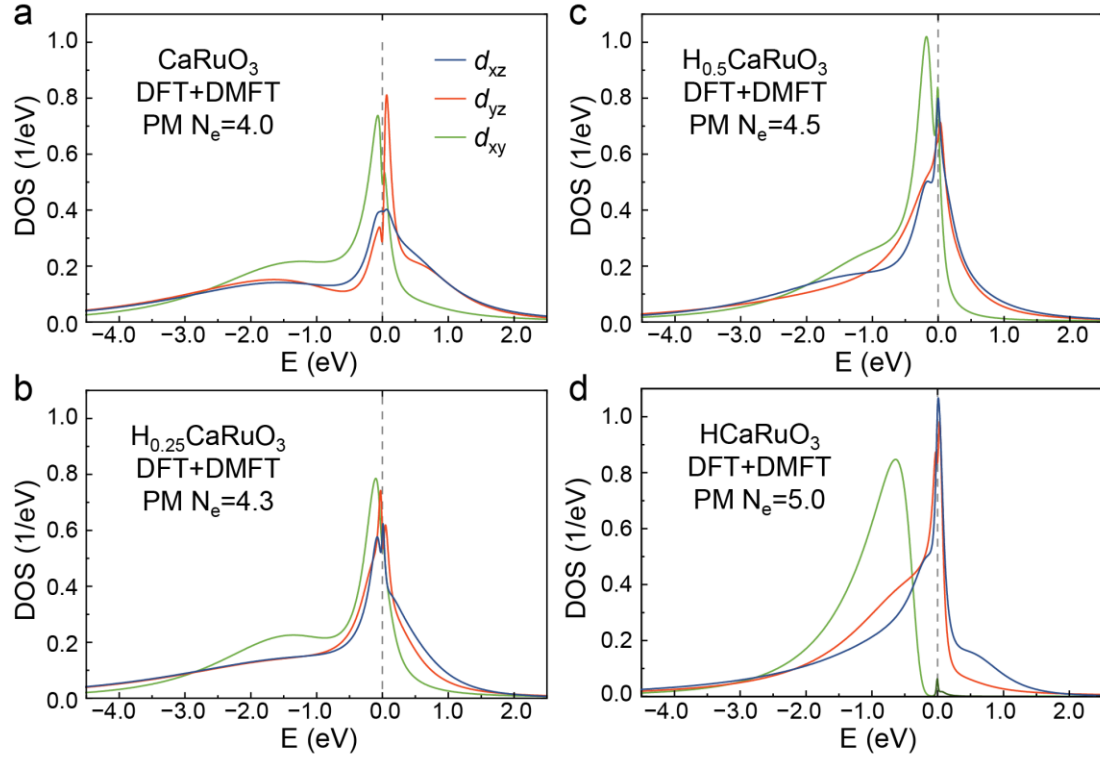 a
CaRuO3
DFT+DMFT
PM Ne=4.0
dxz
dyz
dxy
DOS (1/eV)
1.0
0.8
0.6
0.4
0.2
0.0
−4.0 −3.0 −2.0 −1.0 0.0 1.0 2.0
E (eV)
c
H0.5CaRuO3
DFT+DMFT
PM Ne=4.5
DOS (1/eV)
1.0
0.8
0.6
0.4
0.2
0.0
−4.0 −3.0 −2.0 −1.0 0.0 1.0 2.0
E (eV)
b
H0.25CaRuO3
DFT+DMFT
PM Ne=4.3
DOS (1/eV)
1.0
0.8
0.6
0.4
0.2
0.0
−4.0 −3.0 −2.0 −1.0 0.0 1.0 2.0
E (eV)
d
HCaRuO3
DFT+DMFT
PM Ne=5.0
DOS (1/eV)
1.0
0.8
0.6
0.4
0.2
0.0
−4.0 −3.0 −2.0 −1.0 0.0 1.0 2.0
E (eV)